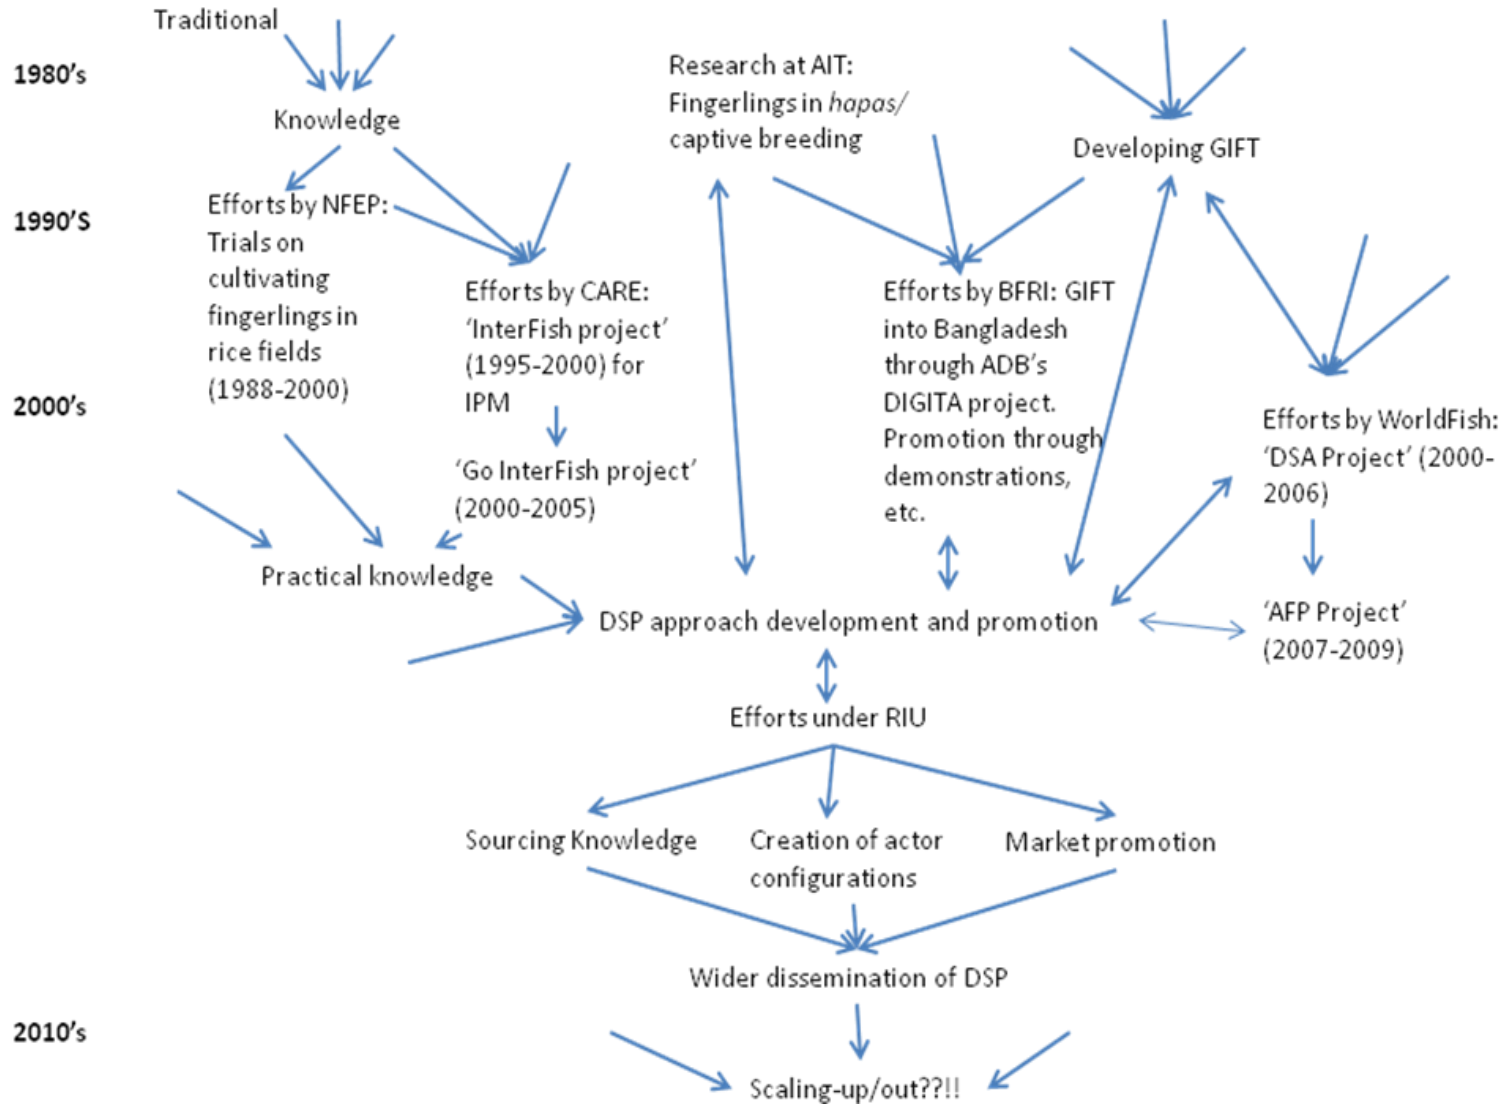 Traditional
1980's
Knowledge
Research at AIT:
Fingerlings in hapas/
captive breeding
Developing GIFT
1990'S
Efforts by NFEP:
Trials on
cultivating
fingerlings in
rice fields
(1988-2000)
Efforts by CARE:
'InterFish project'
(1995-2000) for
IPM
Efforts by BFRI: GIFT
into Bangladesh
through ADB's
DIGITA project.
Promotion through
demonstrations,
etc.
2000's
'Go InterFish project'
(2000-2005)
Efforts by WorldFish:
'DSA Project' (2000-
2006)
Practical knowledge
DSP approach development and promotion
'AFP Project'
(2007-2009)
Efforts under RIU
Sourcing Knowledge
Creation of actor
configurations
Market promotion
Wider dissemination of DSP
2010's
Scaling-up/out??!!